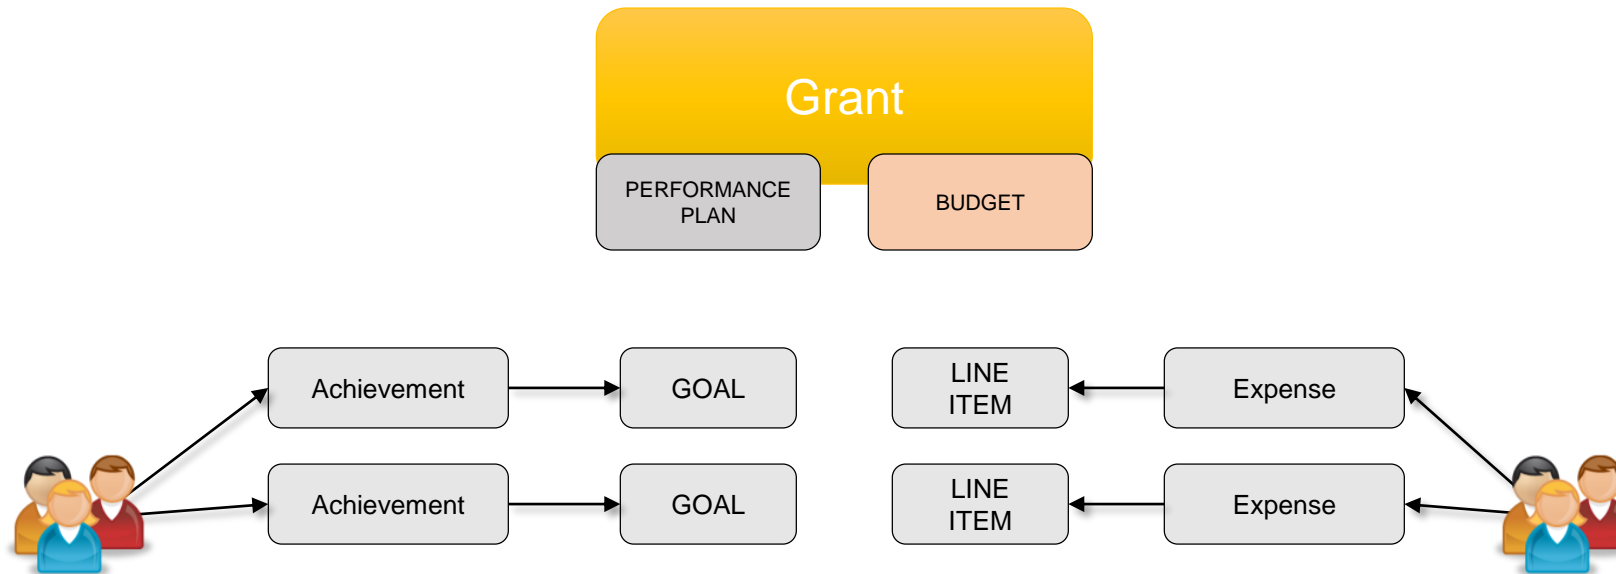 Grant
PERFORMANCE
PLAN
BUDGET
Achievement
GOAL
LINE
ITEM
Expense
Achievement
GOAL
LINE
ITEM
Expense